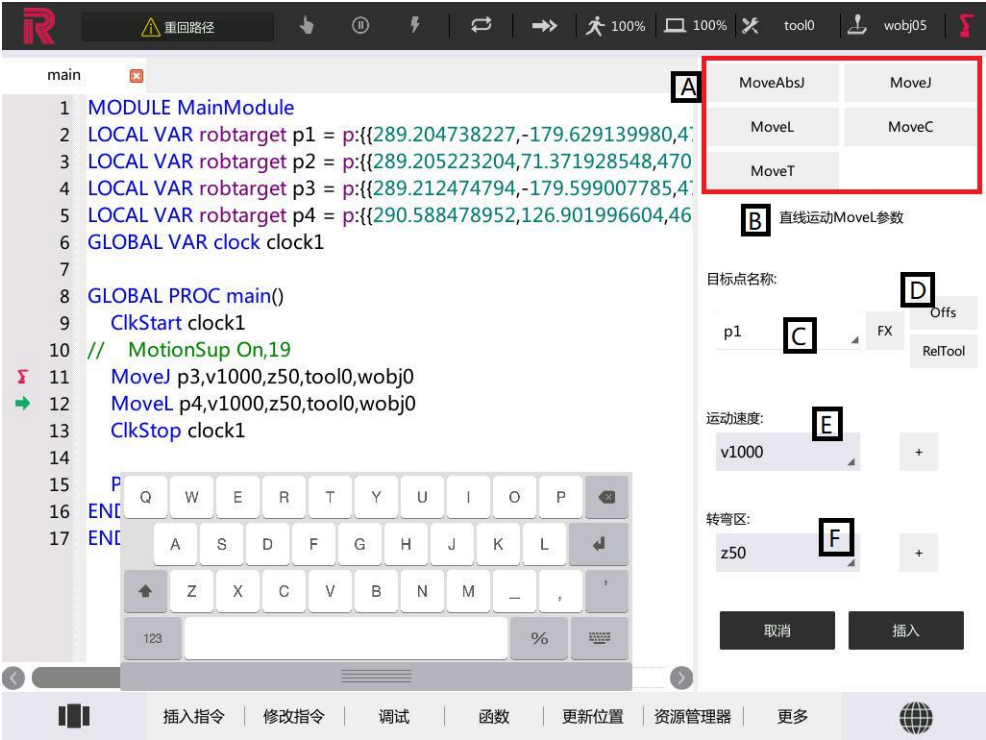 重回路径
100%
100%
tool0
wobj05
main
1 MODULE MainModule
2 LOCAL VAR robtarget p1 = p:{{289.204738227,-179.629139980,47
3 LOCAL VAR robtarget p2 = p:{{289.205223204,71.371928548,470
4 LOCAL VAR robtarget p3 = p:{{289.212474794,-179.599007785,47
5 LOCAL VAR robtarget p4 = p:{{290.588478952,126.901996604,46
6 GLOBAL VAR clock clock1
7
8 GLOBAL PROC main()
9 ClkStart clock1
10 // MotionSup On,19
11 MoveJ p3,v1000,z50,tool0,wobj0
12 MoveL p4,v1000,z50,tool0,wobj0
13 ClkStop clock1
14
15 P
16 END
17 END
Q W E R T Y U I O P
A S D F G H J K L
Z X C V B N M _ , '
123 %
A
MoveAbsJ MoveJ
MoveL MoveC
MoveT
B 直线运动MoveL参数
目标点名称:
D
p1 C FX Offs
RelTool
运动速度: E
v1000 +
转弯区: F
z50 +
取消 插入
插入指令 修改指令 调试 函数 更新位置 资源管理器 更多